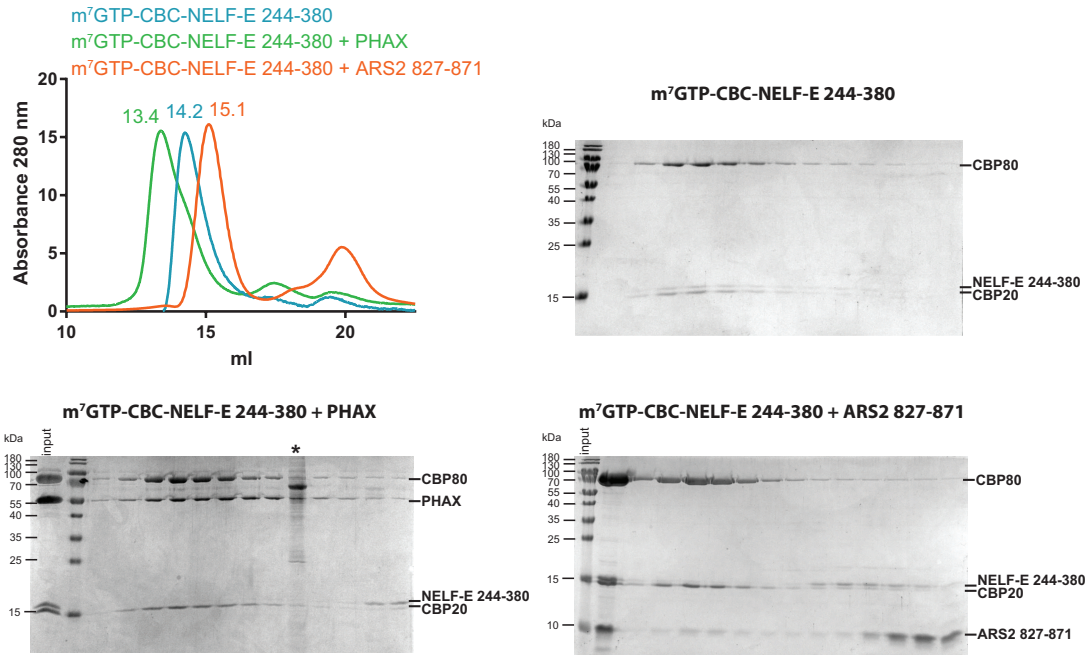 m⁷GTP-CBC-NELF-E 244-380
m⁷GTP-CBC-NELF-E 244-380 + PHAX
m⁷GTP-CBC-NELF-E 244-380 + ARS2 827-871
20
15
10
5
0
Absorbance 280 nm
13.4 14.2 15.1
10 15 20
ml
m⁷GTP-CBC-NELF-E 244-380
kDa
180
130
100
70
55
40
35
25
15
CBP80
NELF-E 244-380
CBP20
m⁷GTP-CBC-NELF-E 244-380 + PHAX
kDa
input
*
180
130
100
70
55
40
35
25
15
CBP80
PHAX
NELF-E 244-380
CBP20
m⁷GTP-CBC-NELF-E 244-380 + ARS2 827-871
kDa
input
180
130
100
70
55
40
35
25
15
10
CBP80
NELF-E 244-380
CBP20
ARS2 827-871